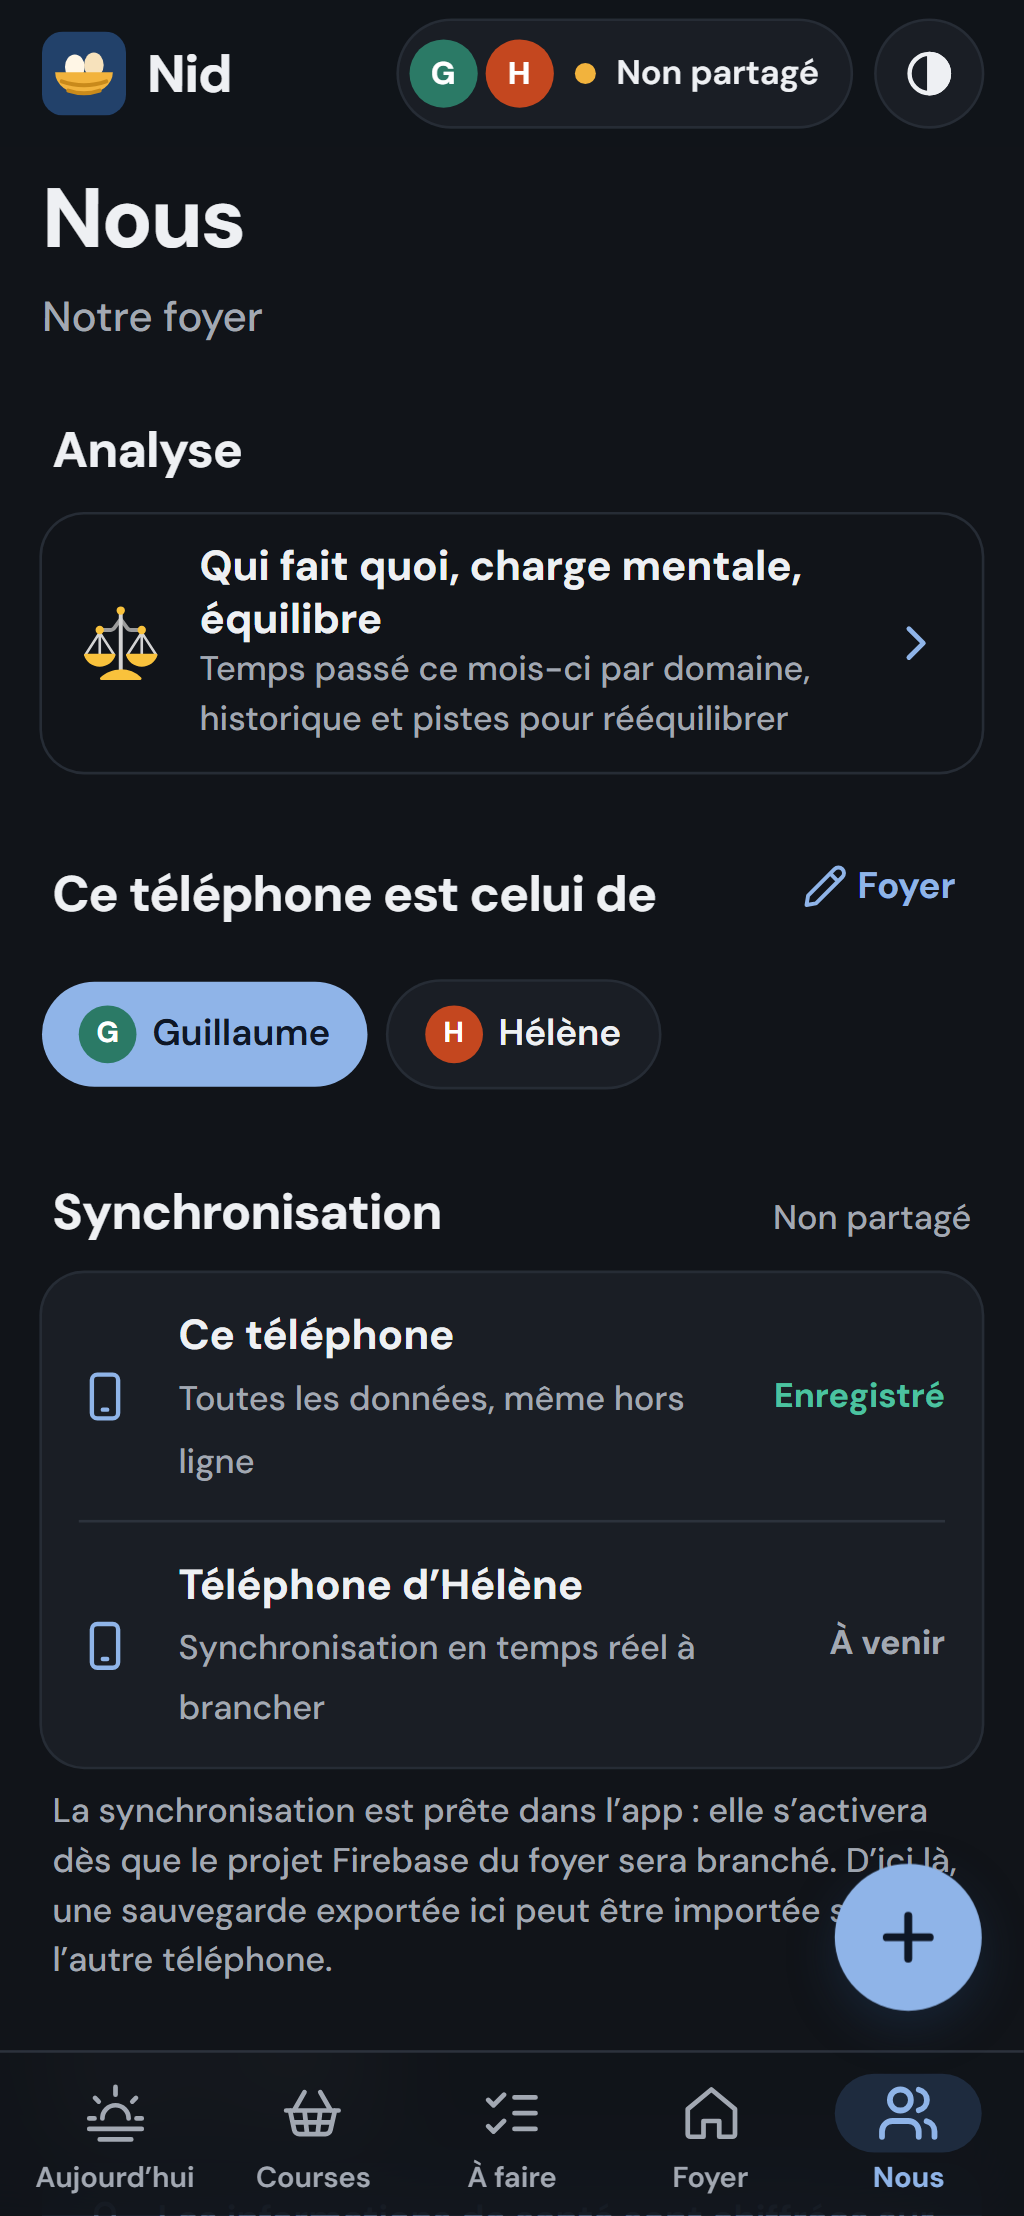 Nid
G H Non partagé
Nous
Notre foyer
Analyse
Qui fait quoi, charge mentale,
équilibre
Temps passé ce mois-ci par domaine,
historique et pistes pour rééquilibrer
Ce téléphone est celui de
Foyer
G Guillaume
H Hélène
Synchronisation
Non partagé
Ce téléphone
Toutes les données, même hors
ligne
Enregistré
Téléphone d’Hélène
Synchronisation en temps réel à
brancher
À venir
La synchronisation est prête dans l’app : elle s’activera
dès que le projet Firebase du foyer sera branché. D’ici là,
une sauvegarde exportée ici peut être importée
l’autre téléphone.
Aujourd’hui
Courses
À faire
Foyer
Nous